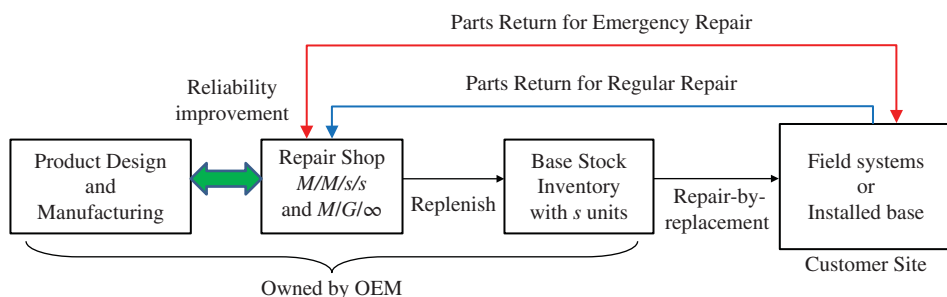 Parts Return for Emergency Repair
Reliability
improvement
Parts Return for Regular Repair
Product Design
and
Manufacturing
Repair Shop
M/M/s/s
and M/G/∞
Replenish
Base Stock
Inventory
with s units
Repair-by-
replacement
Field systems
or
Installed base
Customer Site
Owned by OEM